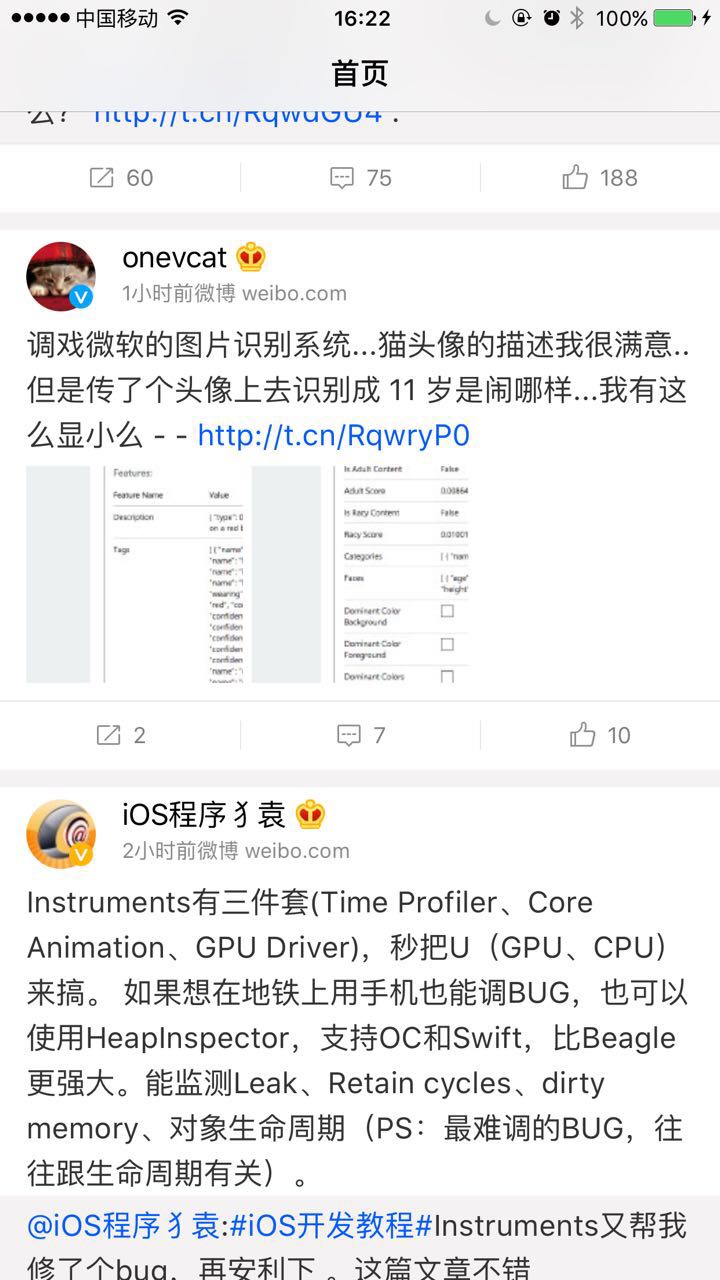 中国移动 16:22 100%
首页
么? http://t.cn/RqwdGU4 .
60 75 188
onevcat
1小时前微博 weibo.com
调戏微软的图片识别系统...猫头像的描述我很满意..
但是传了个头像上去识别成 11 岁是闹哪样...我有这
么显小么 - - http://t.cn/RqwryP0
Features:
Feature Name Value
Description { "type": 0
on a red b
Tags [{ "name"
"name": "
"name": "
"name": "
"wearing"
"red", "co
"confiden
"confiden
"confiden
"confiden
"confiden
"name": "
"name": "
Is Adult Content False
Adult Score 0.00864
Is Racy Content False
Racy Score 0.01001
Categories [ { "nam
Faces [ { "age"
"height"
Dominant Color
Background
Dominant Color
Foreground
Dominant Colors
2 7 10
iOS程序犭袁
2小时前微博 weibo.com
Instruments有三件套(Time Profiler、Core
Animation、GPU Driver)，秒把U（GPU、CPU）
来搞。 如果想在地铁上用手机也能调BUG，也可以
使用HeapInspector，支持OC和Swift，比Beagle
更强大。能监测Leak、Retain cycles、dirty
memory、对象生命周期（PS：最难调的BUG，往
往跟生命周期有关）。
@iOS程序犭袁:#iOS开发教程#Instruments又帮我
修了个bug，再安利下 。这篇文章不错